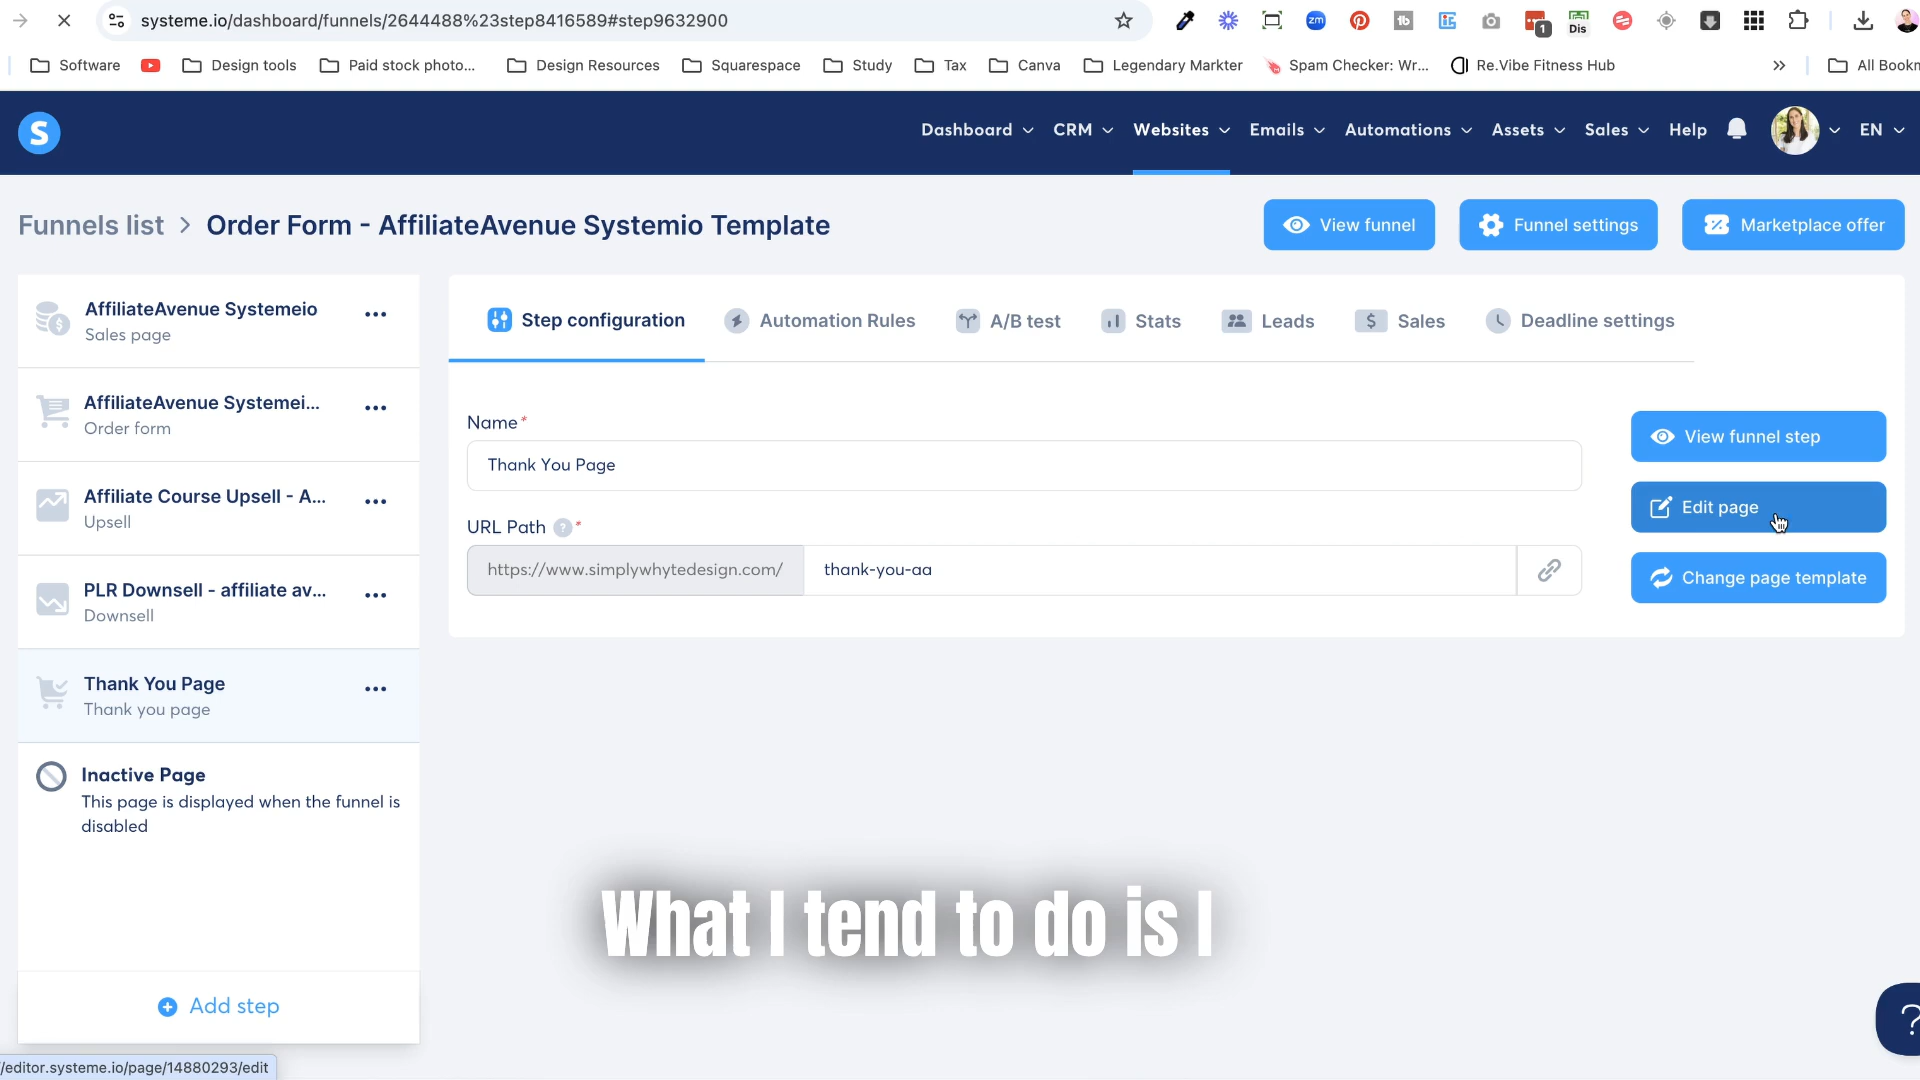 systeme.io/dashboard/funnels/2644488%23step8416589#step9632900
zm
1
Dis
Software
Design tools
Paid stock photo...
Design Resources
Squarespace
Study
Tax
Canva
Legendary Markter
Spam Checker: Wr...
Re.Vibe Fitness Hub
»
All Bookm
S
Dashboard
CRM
Websites
Emails
Automations
Assets
Sales
Help
EN
Funnels list > Order Form - AffiliateAvenue Systemio Template
View funnel
Funnel settings
Marketplace offer
AffiliateAvenue Systemeio
Sales page
AffiliateAvenue Systemei...
Order form
Affiliate Course Upsell - A...
Upsell
PLR Downsell - affiliate av...
Downsell
Thank You Page
Thank you page
Inactive Page
This page is displayed when the funnel is
disabled
Add step
Step configuration
Automation Rules
A/B test
Stats
Leads
Sales
Deadline settings
Name*
Thank You Page
URL Path ? *
https://www.simplywhytedesign.com/
thank-you-aa
View funnel step
Edit page
Change page template
What I tend to do is I
?
/editor.systeme.io/page/14880293/edit